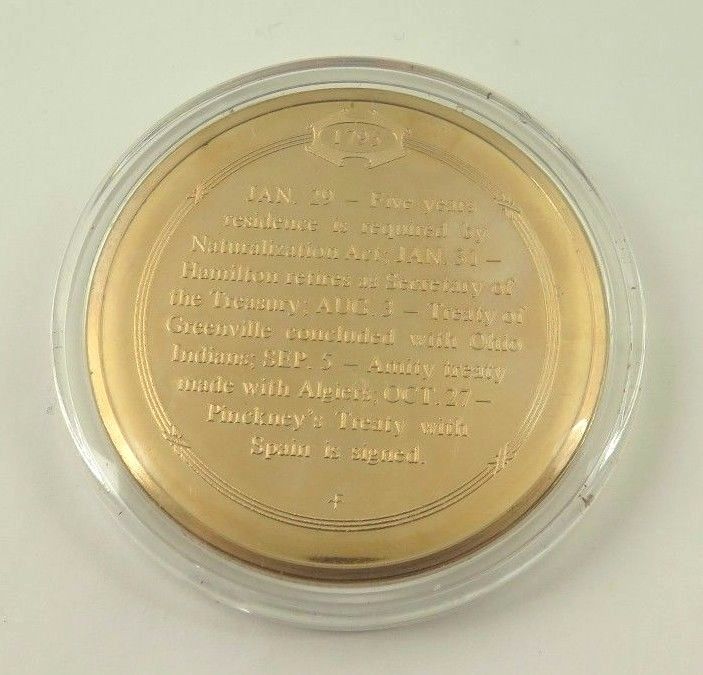 1795
JAN. 29 – Five years
residence is required by
Naturalization Act; JAN. 31 –
Hamilton retires as Secretary of
the Treasury; AUG. 3 – Treaty of
Greenville concluded with Ohio
Indians; SEP. 5 – Amity treaty
made with Algiers; OCT. 27 –
Pinckney's Treaty with
Spain is signed.
F